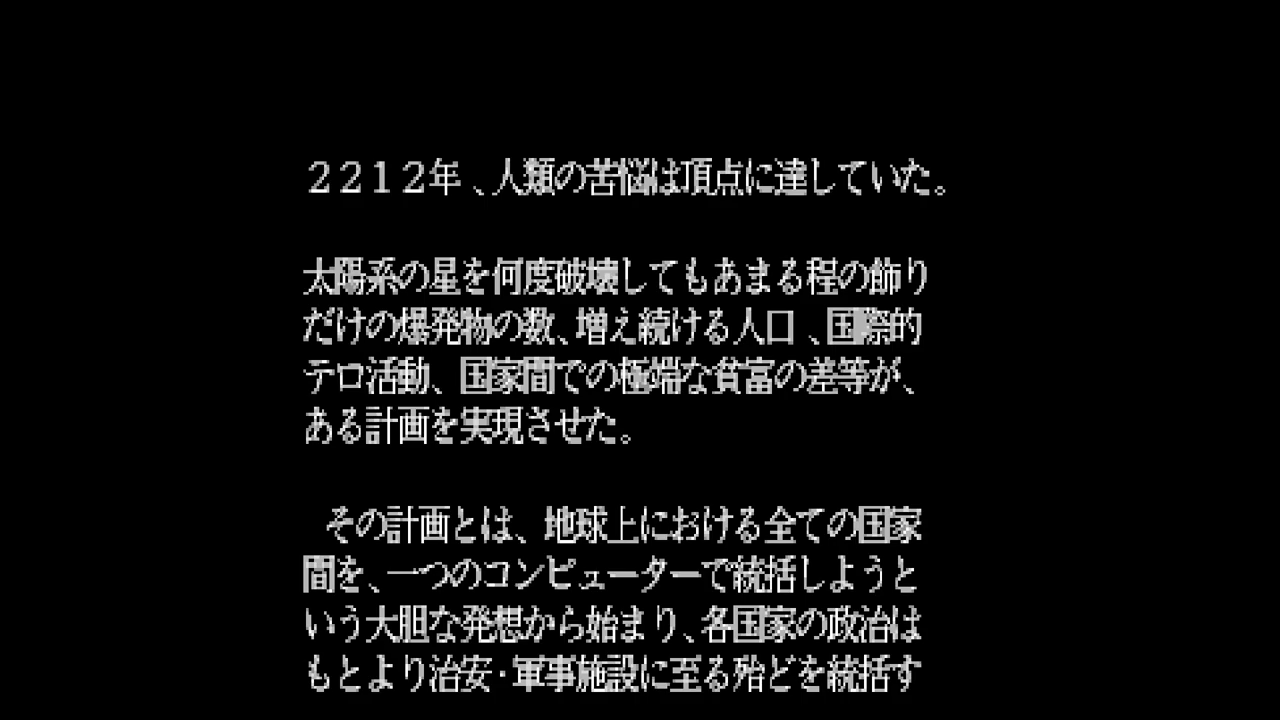 ２２１２年、人類の苦悩は頂点に達していた。
太陽系の星を何度破壊してもあまる程の飾り
だけの爆発物の数、増え続ける人口、国際的
テロ活動、国家間での極端な貧富の差等が、
ある計画を実現させた。
その計画とは、地球上における全ての国家
間を、一つのコンピューターで統括しようと
いう大胆な発想から始まり、各国家の政治は
もとより治安・軍事施設に至る殆どを統括す